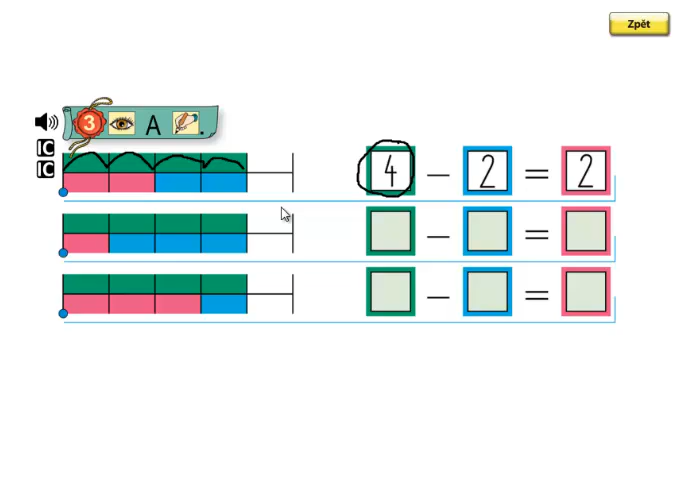 Zpět
3 A .
IC
IC
4 – 2 = 2
– =
– =